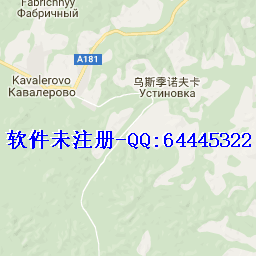 Fabrichnyy
Фабричный
A181
Kavalerovo
Кавалерово
乌斯季诺夫卡
Устиновка
软件未注册-QQ:64445322